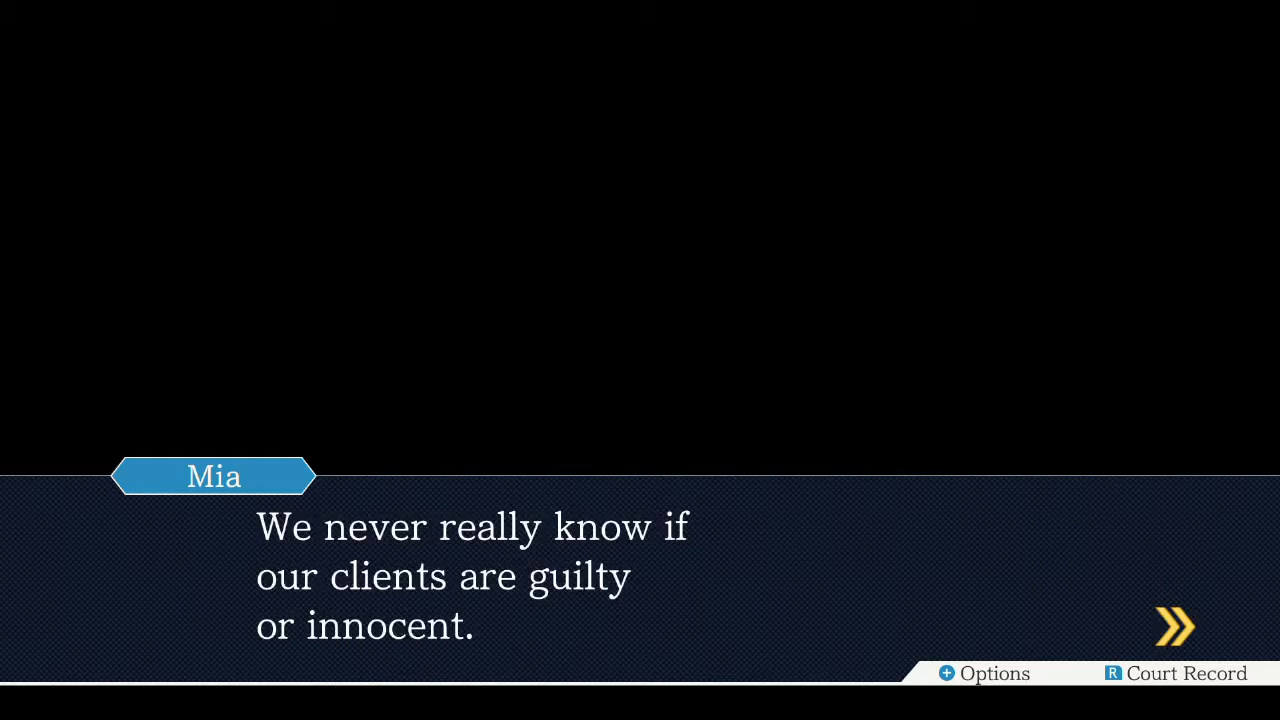 Mia
We never really know if
our clients are guilty
or innocent.
+ Options
R Court Record